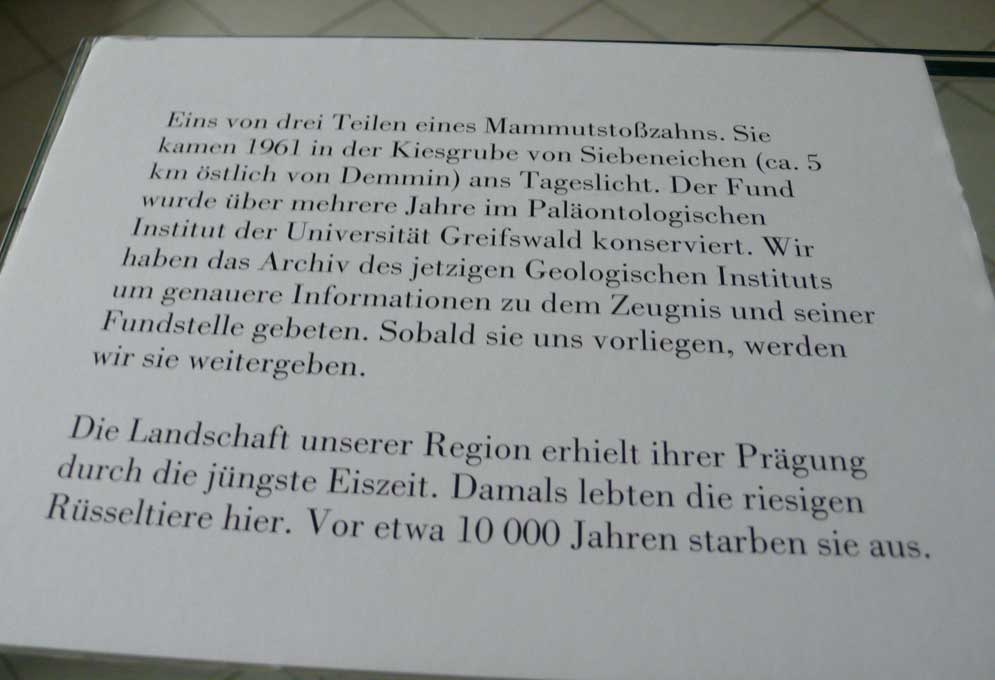 Eins von drei Teilen eines Mammutstoßzahns. Sie
kamen 1961 in der Kiesgrube von Siebeneichen (ca. 5
km östlich von Demmin) ans Tageslicht. Der Fund
wurde über mehrere Jahre im Paläontologischen
Institut der Universität Greifswald konserviert. Wir
haben das Archiv des jetzigen Geologischen Instituts
um genauere Informationen zu dem Zeugnis und seiner
Fundstelle gebeten. Sobald sie uns vorliegen, werden
wir sie weitergeben.
Die Landschaft unserer Region erhielt ihrer Prägung
durch die jüngste Eiszeit. Damals lebten die riesigen
Rüsseltiere hier. Vor etwa 10 000 Jahren starben sie aus.